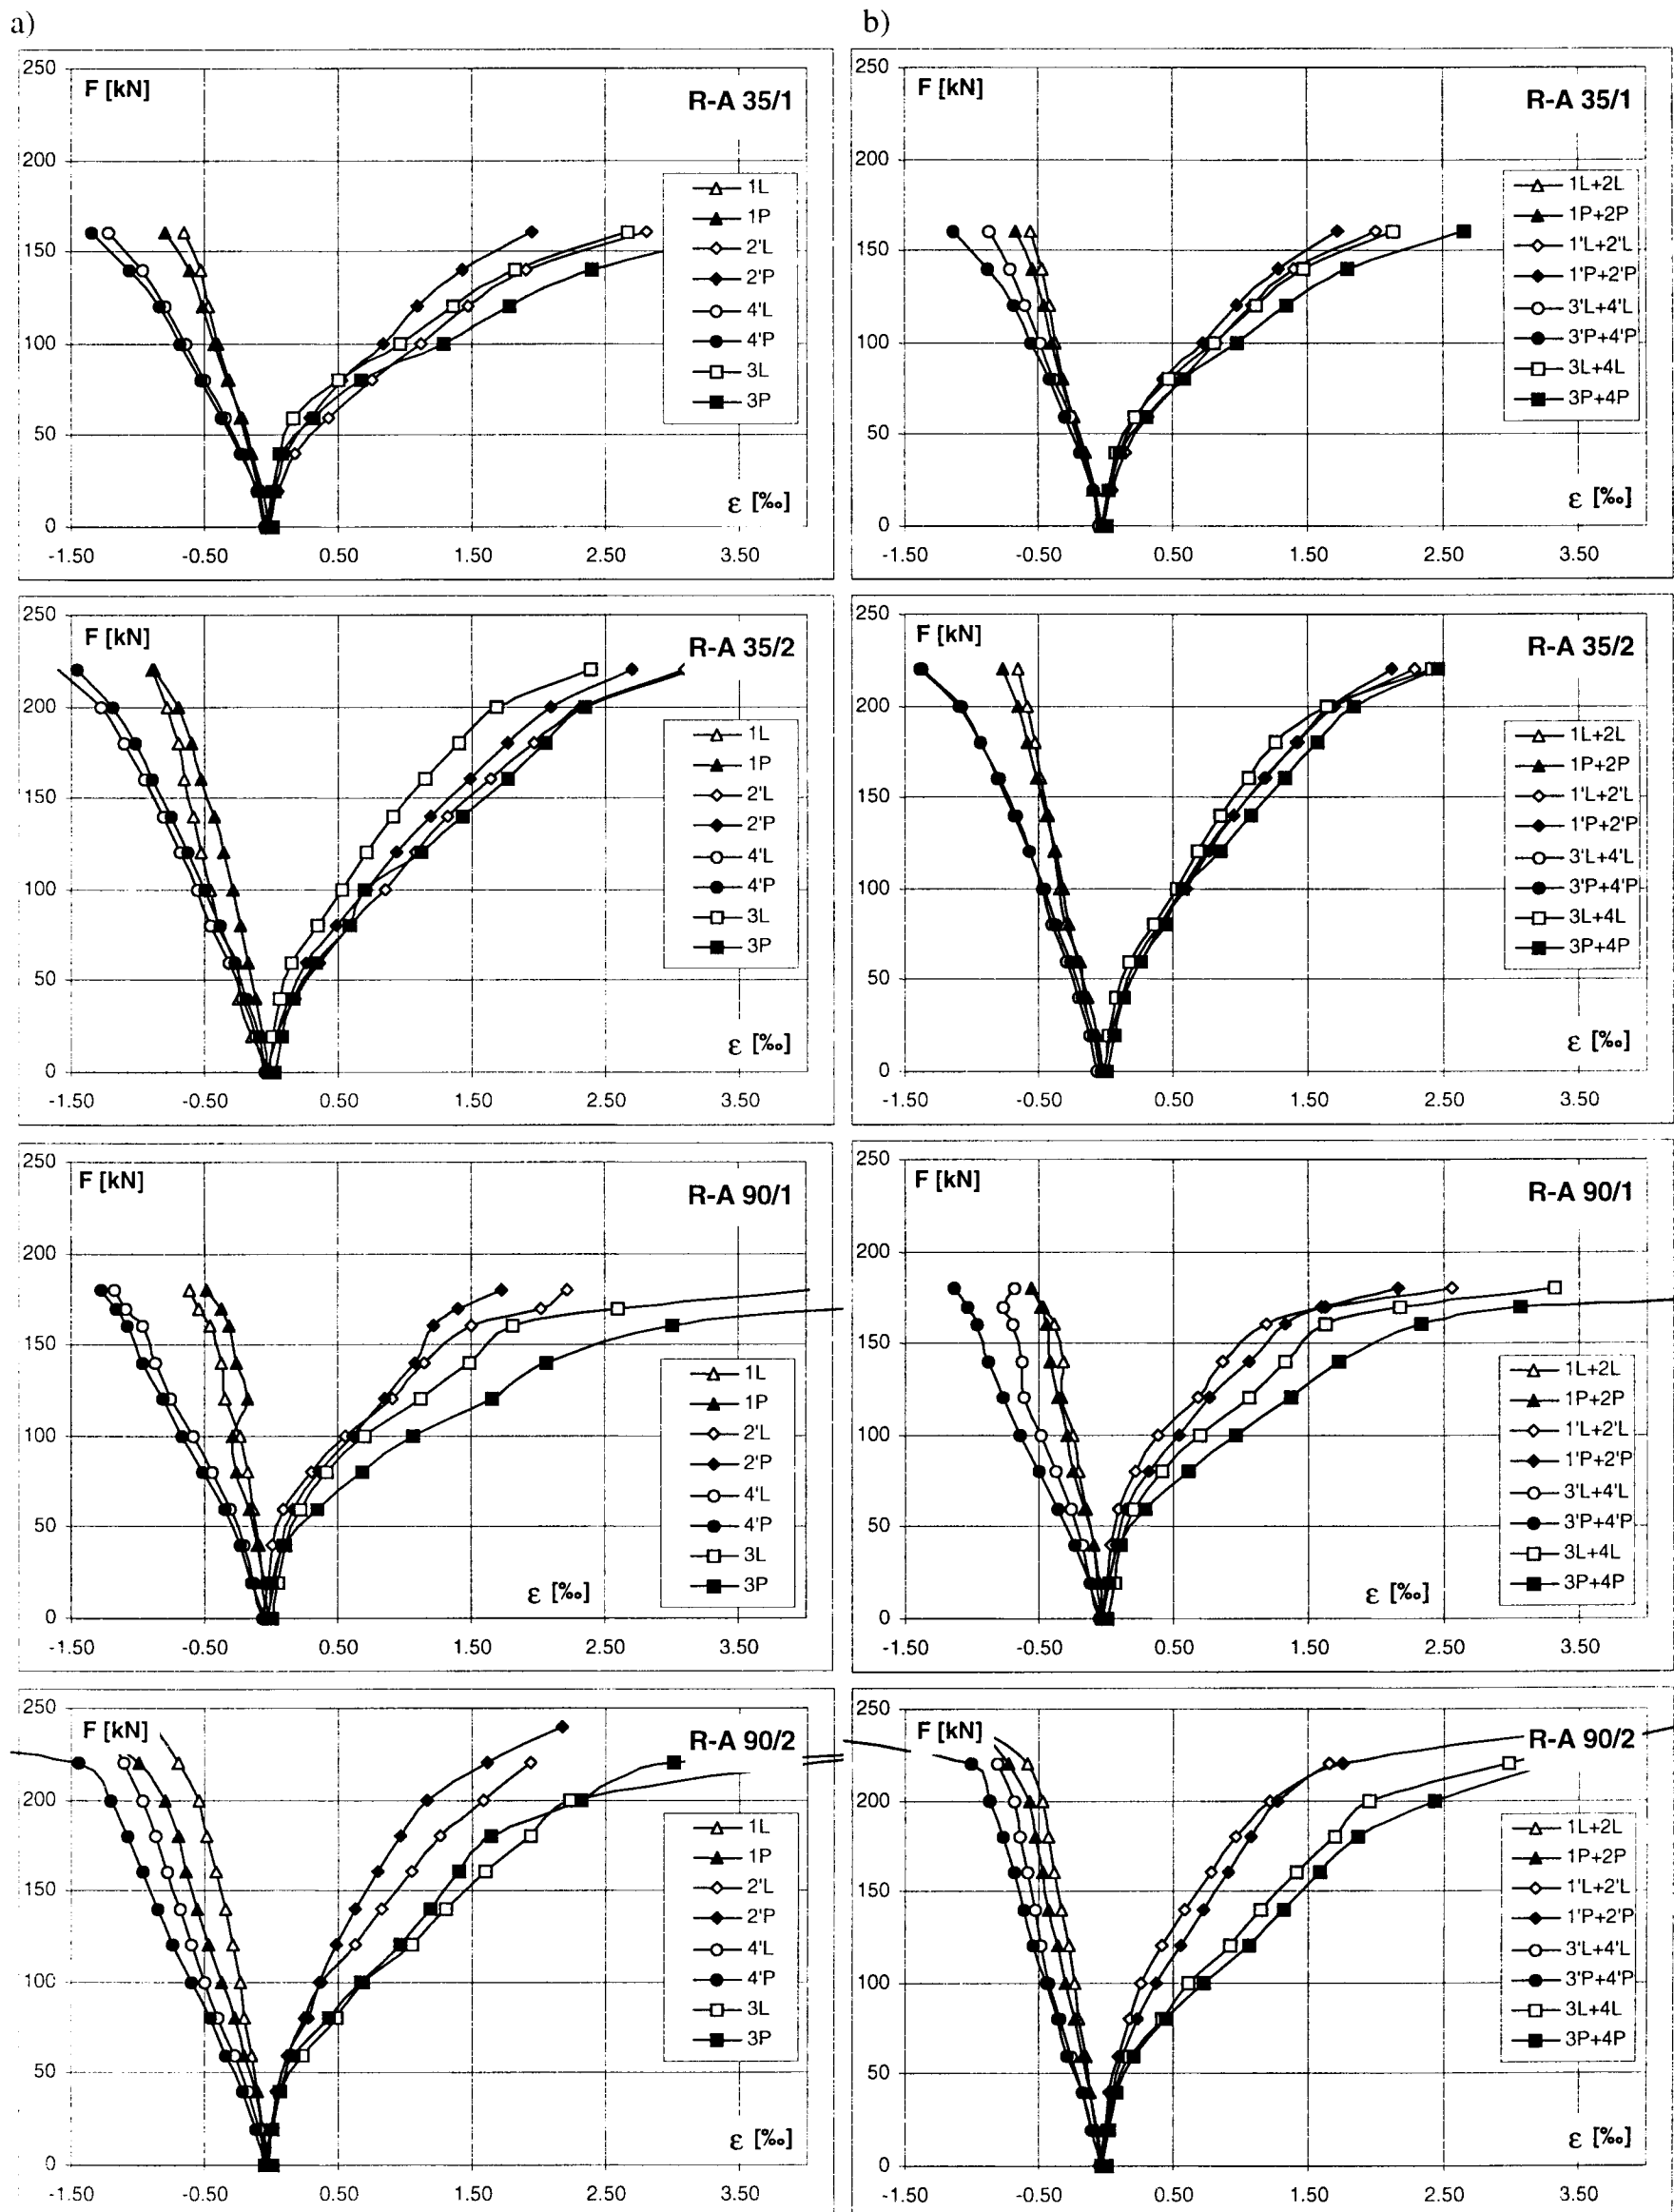 a)
F [kN]
R-A 35/1
250
200
150
100
50
0
-1.50 -0.50 0.50 1.50 2.50 3.50
ε [‰]
1L
1P
2'L
2'P
4'L
4'P
3L
3P
F [kN]
R-A 35/2
250
200
150
100
50
0
-1.50 -0.50 0.50 1.50 2.50 3.50
ε [‰]
1L
1P
2'L
2'P
4'L
4'P
3L
3P
F [kN]
R-A 90/1
250
200
150
100
50
0
-1.50 -0.50 0.50 1.50 2.50 3.50
ε [‰]
1L
1P
2'L
2'P
4'L
4'P
3L
3P
F [kN]
R-A 90/2
250
200
150
100
50
0
-1.50 -0.50 0.50 1.50 2.50 3.50
ε [‰]
1L
1P
2'L
2'P
4'L
4'P
3L
3P
b)
F [kN]
R-A 35/1
250
200
150
100
50
0
-1.50 -0.50 0.50 1.50 2.50 3.50
ε [‰]
1L+2L
1P+2P
1'L+2'L
1'P+2'P
3'L+4'L
3'P+4'P
3L+4L
3P+4P
F [kN]
R-A 35/2
250
200
150
100
50
0
-1.50 -0.50 0.50 1.50 2.50 3.50
ε [‰]
1L+2L
1P+2P
1'L+2'L
1'P+2'P
3'L+4'L
3'P+4'P
3L+4L
3P+4P
F [kN]
R-A 90/1
250
200
150
100
50
0
-1.50 -0.50 0.50 1.50 2.50 3.50
ε [‰]
1L+2L
1P+2P
1'L+2'L
1'P+2'P
3'L+4'L
3'P+4'P
3L+4L
3P+4P
F [kN]
R-A 90/2
250
200
150
100
50
0
-1.50 -0.50 0.50 1.50 2.50 3.50
ε [‰]
1L+2L
1P+2P
1'L+2'L
1'P+2'P
3'L+4'L
3'P+4'P
3L+4L
3P+4P